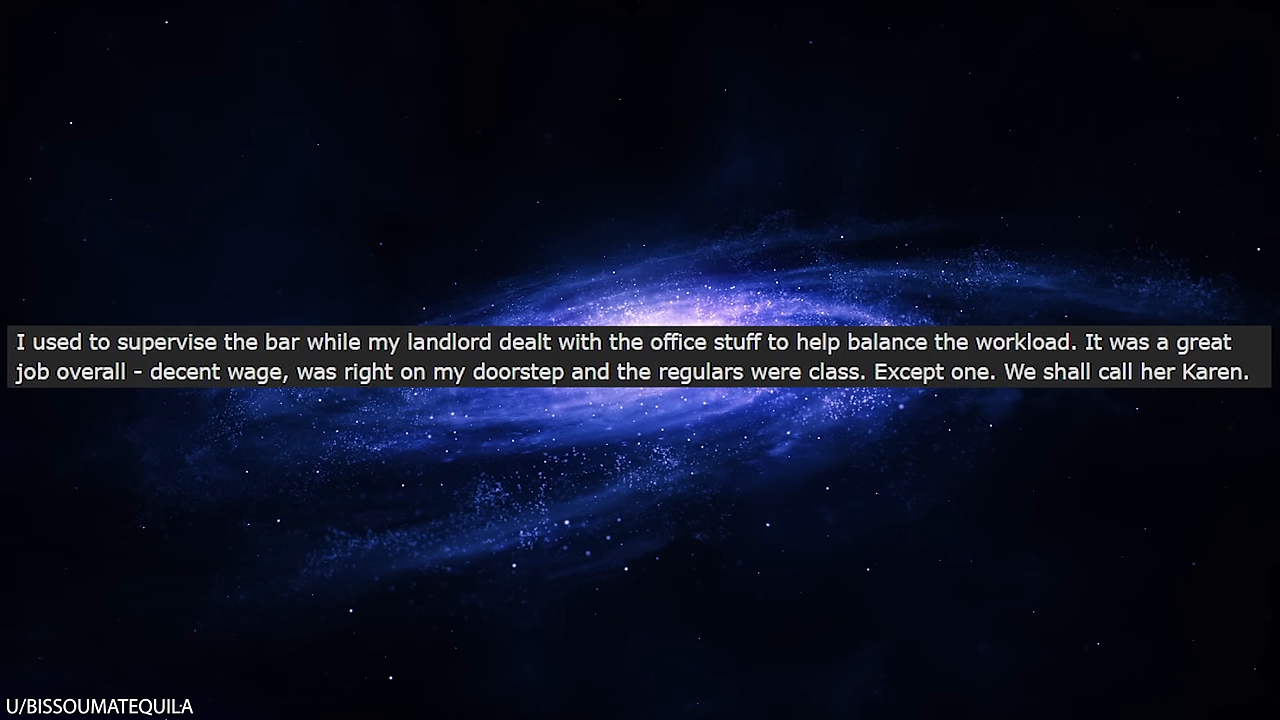 I used to supervise the bar while my landlord dealt with the office stuff to help balance the workload. It was a great
job overall - decent wage, was right on my doorstep and the regulars were class. Except one. We shall call her Karen.
U/BISSOUMATEQUILA